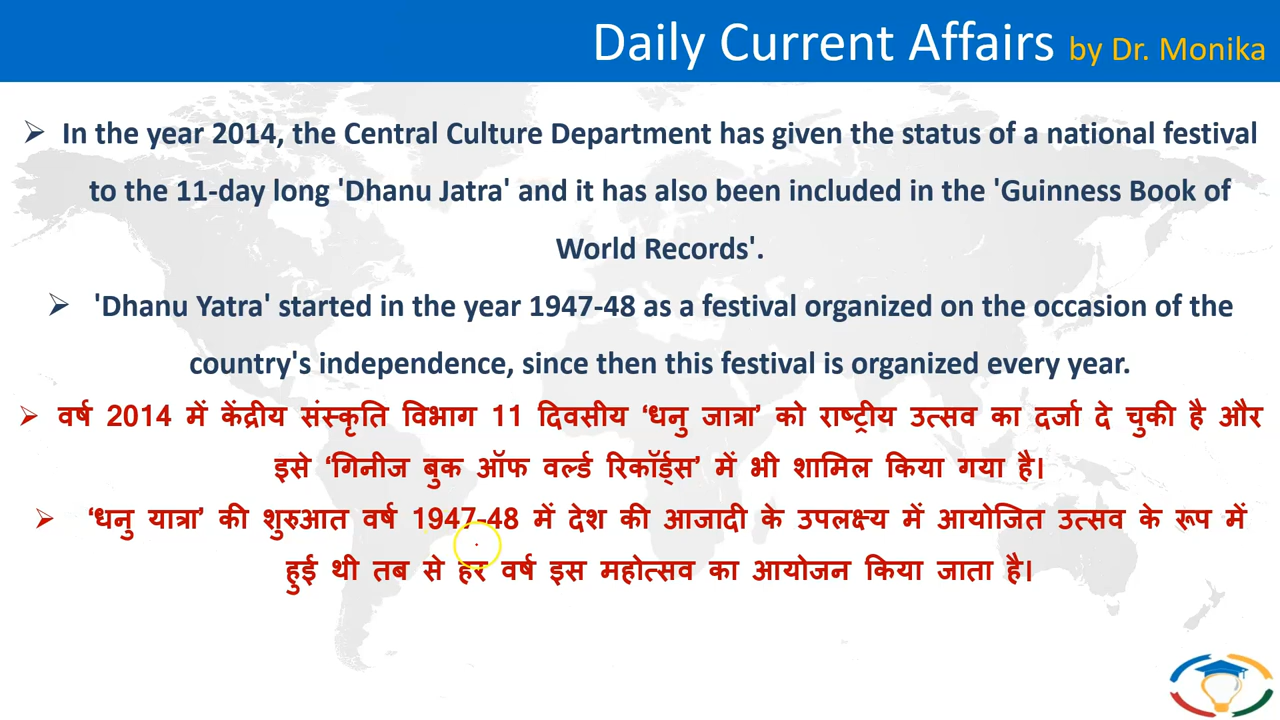 Daily Current Affairs by Dr. Monika
➢ In the year 2014, the Central Culture Department has given the status of a national festival
to the 11-day long 'Dhanu Jatra' and it has also been included in the 'Guinness Book of
World Records'.
➢ 'Dhanu Yatra' started in the year 1947-48 as a festival organized on the occasion of the
country's independence, since then this festival is organized every year.
➢ वर्ष 2014 में केंद्रीय संस्कृति विभाग 11 दिवसीय ‘धनु जात्रा’ को राष्ट्रीय उत्सव का दर्जा दे चुकी है और
इसे ‘गिनीज बुक ऑफ वर्ल्ड रिकॉर्ड्स’ में भी शामिल किया गया है।
➢ ‘धनु यात्रा’ की शुरुआत वर्ष 1947-48 में देश की आजादी के उपलक्ष्य में आयोजित उत्सव के रूप में
हुई थी तब से हर वर्ष इस महोत्सव का आयोजन किया जाता है।